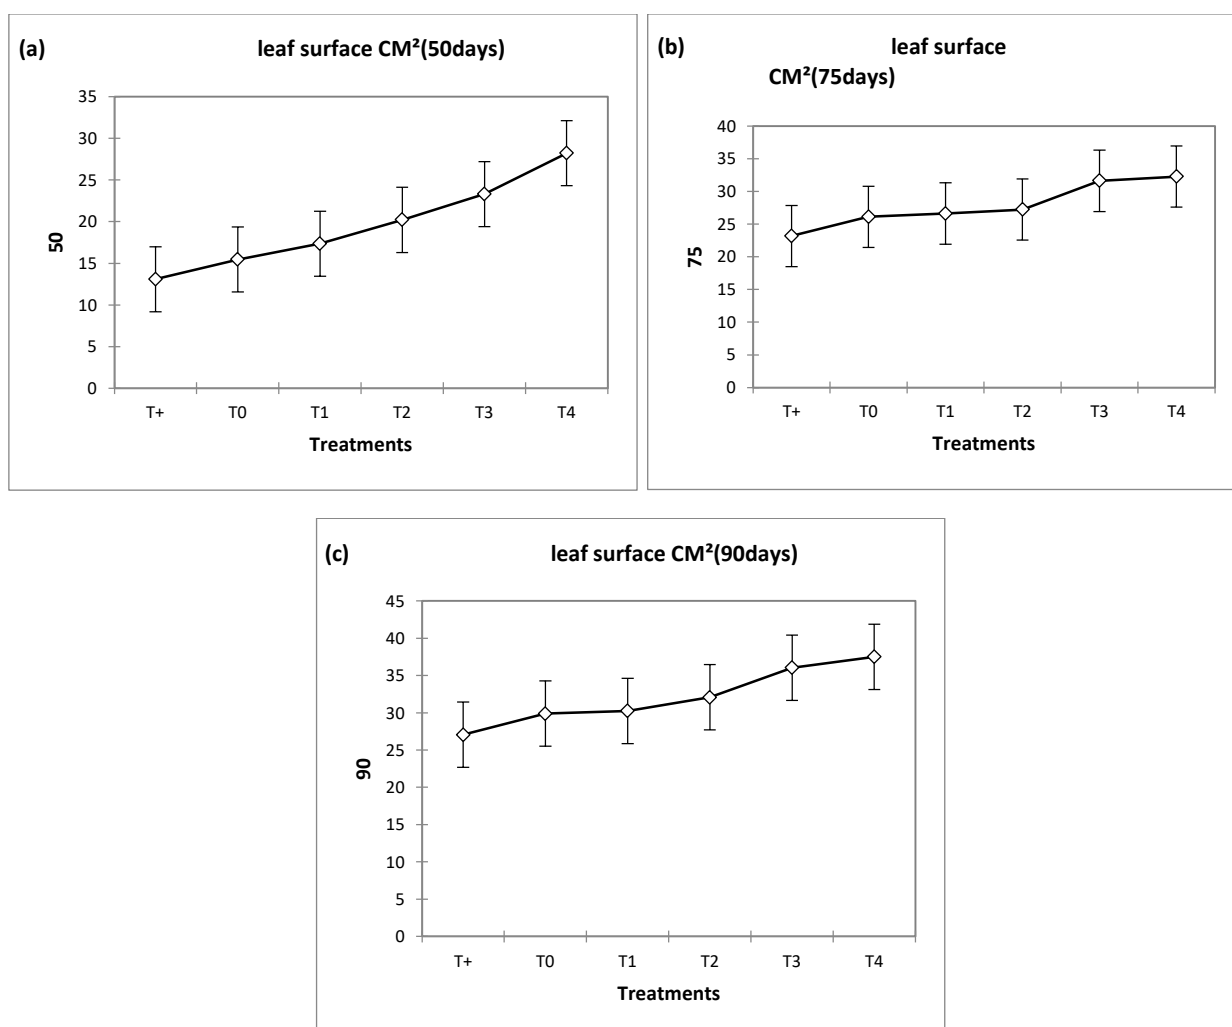 (a)
leaf surface CM²(50days)
35
30
25
20
15
10
5
0
50
T+ T0 T1 T2 T3 T4
Treatments
(b)
leaf surface
CM²(75days)
40
35
30
25
20
15
10
5
0
75
T+ T0 T1 T2 T3 T4
Treatments
(c)
leaf surface CM²(90days)
45
40
35
30
25
20
15
10
5
0
90
T+ T0 T1 T2 T3 T4
Treatments